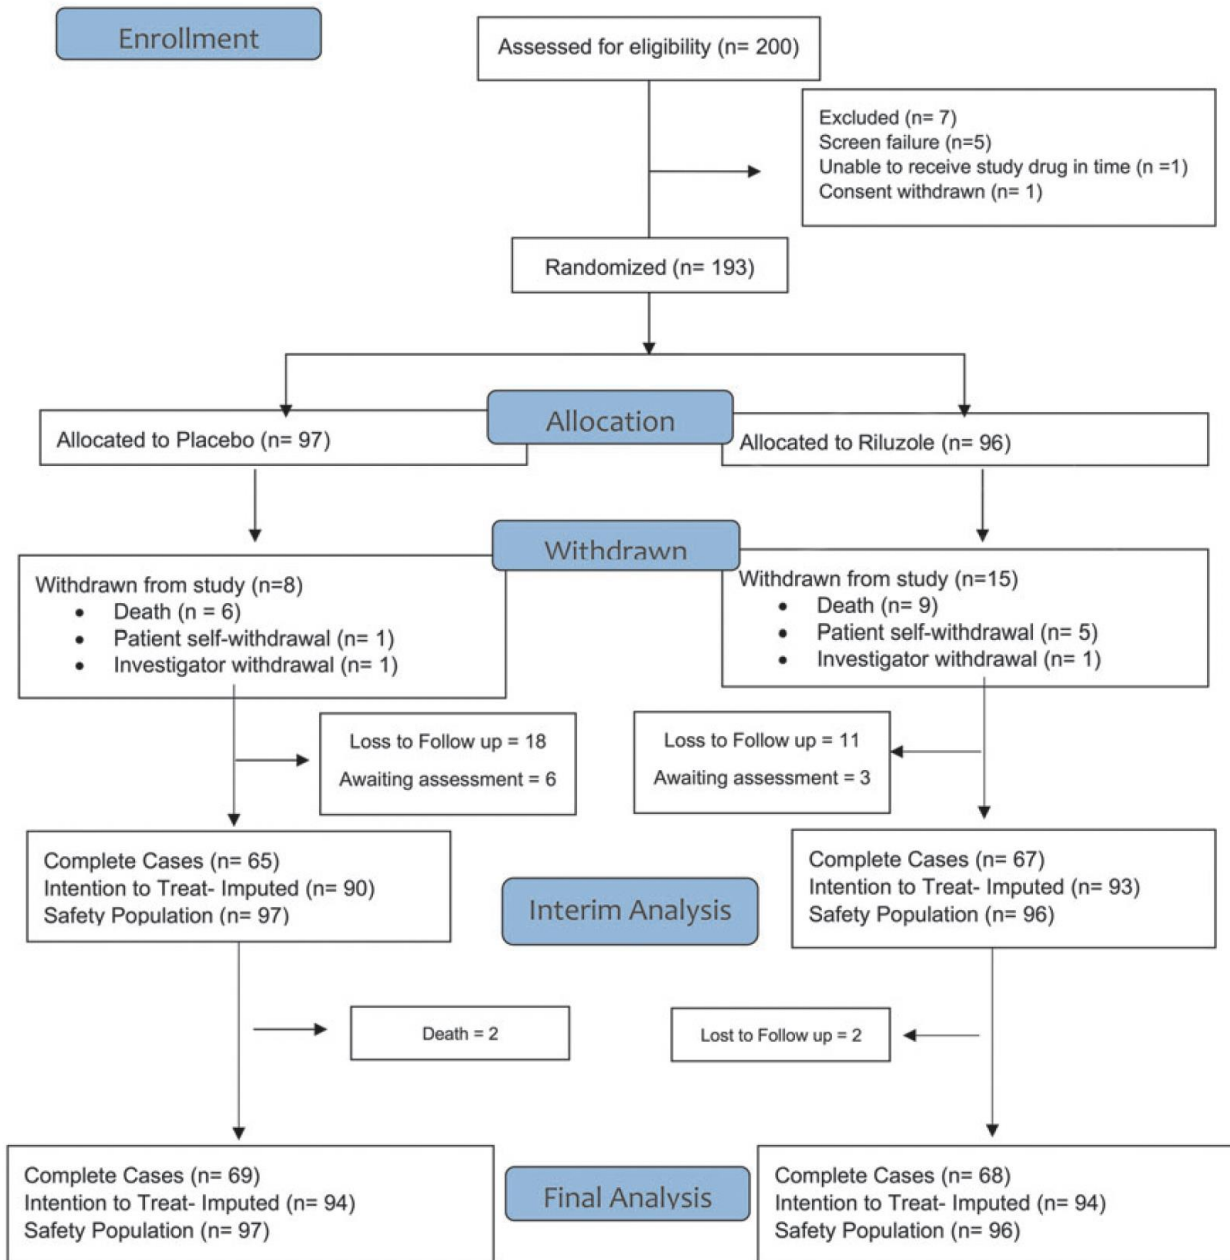 Enrollment
Assessed for eligibility (n= 200)
Excluded (n= 7)
Screen failure (n=5)
Unable to receive study drug in time (n =1)
Consent withdrawn (n= 1)
Randomized (n= 193)
Allocation
Allocated to Placebo (n= 97)
Allocated to Riluzole (n= 96)
Withdrawn
Withdrawn from study (n=8)
• Death (n = 6)
• Patient self-withdrawal (n= 1)
• Investigator withdrawal (n= 1)
Withdrawn from study (n=15)
• Death (n= 9)
• Patient self-withdrawal (n= 5)
• Investigator withdrawal (n= 1)
Loss to Follow up = 18
Awaiting assessment = 6
Loss to Follow up = 11
Awaiting assessment = 3
Complete Cases (n= 65)
Intention to Treat- Imputed (n= 90)
Safety Population (n= 97)
Interim Analysis
Complete Cases (n= 67)
Intention to Treat- Imputed (n= 93)
Safety Population (n= 96)
Death = 2
Lost to Follow up = 2
Complete Cases (n= 69)
Intention to Treat- Imputed (n= 94)
Safety Population (n= 97)
Final Analysis
Complete Cases (n= 68)
Intention to Treat- Imputed (n= 94)
Safety Population (n= 96)